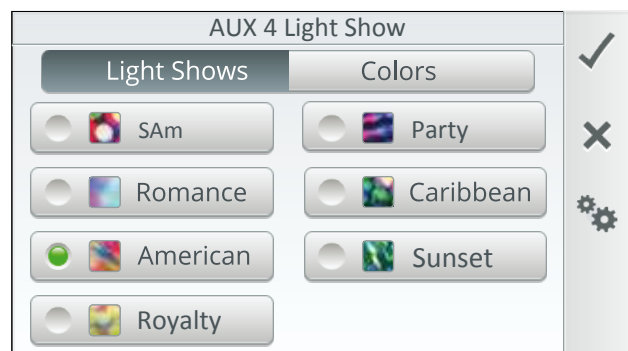 AUX 4 Light Show
Light Shows Colors
SAm Party
Romance Caribbean
American Sunset
Royalty